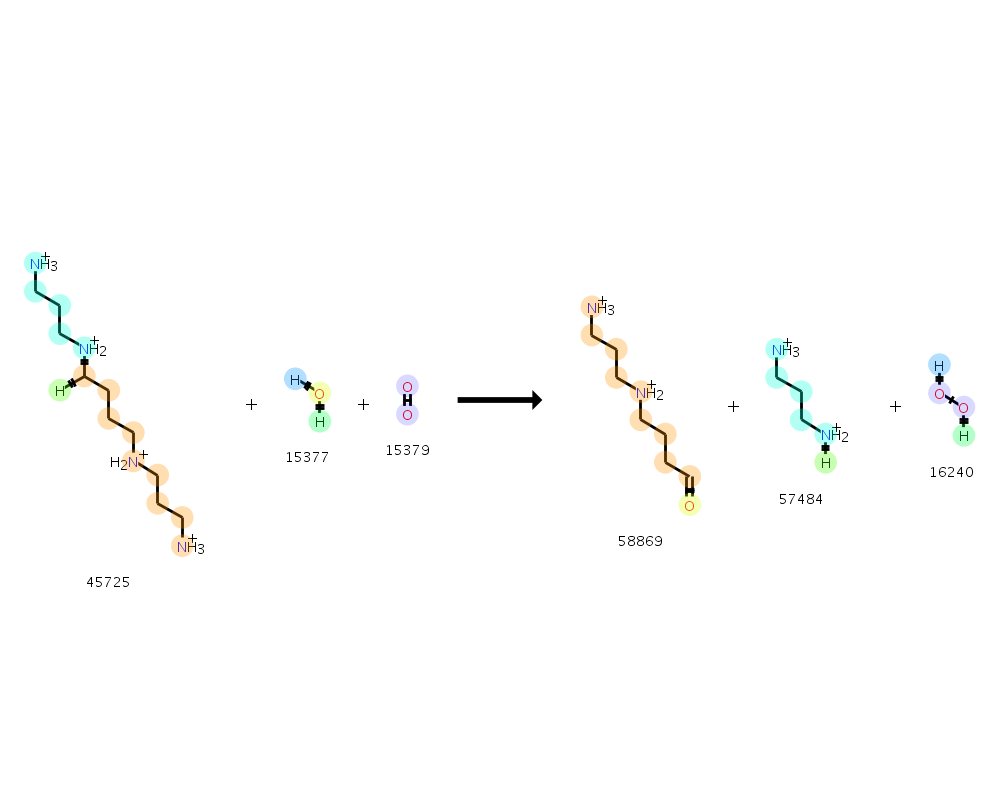 NH3+
NH2+
H
H2N+
NH3+
45725
+
H
O
H
15377
+
O
O
15379
NH3+
NH2+
O
58869
+
NH3+
NH2+
H
57484
+
H
O
O
H
16240